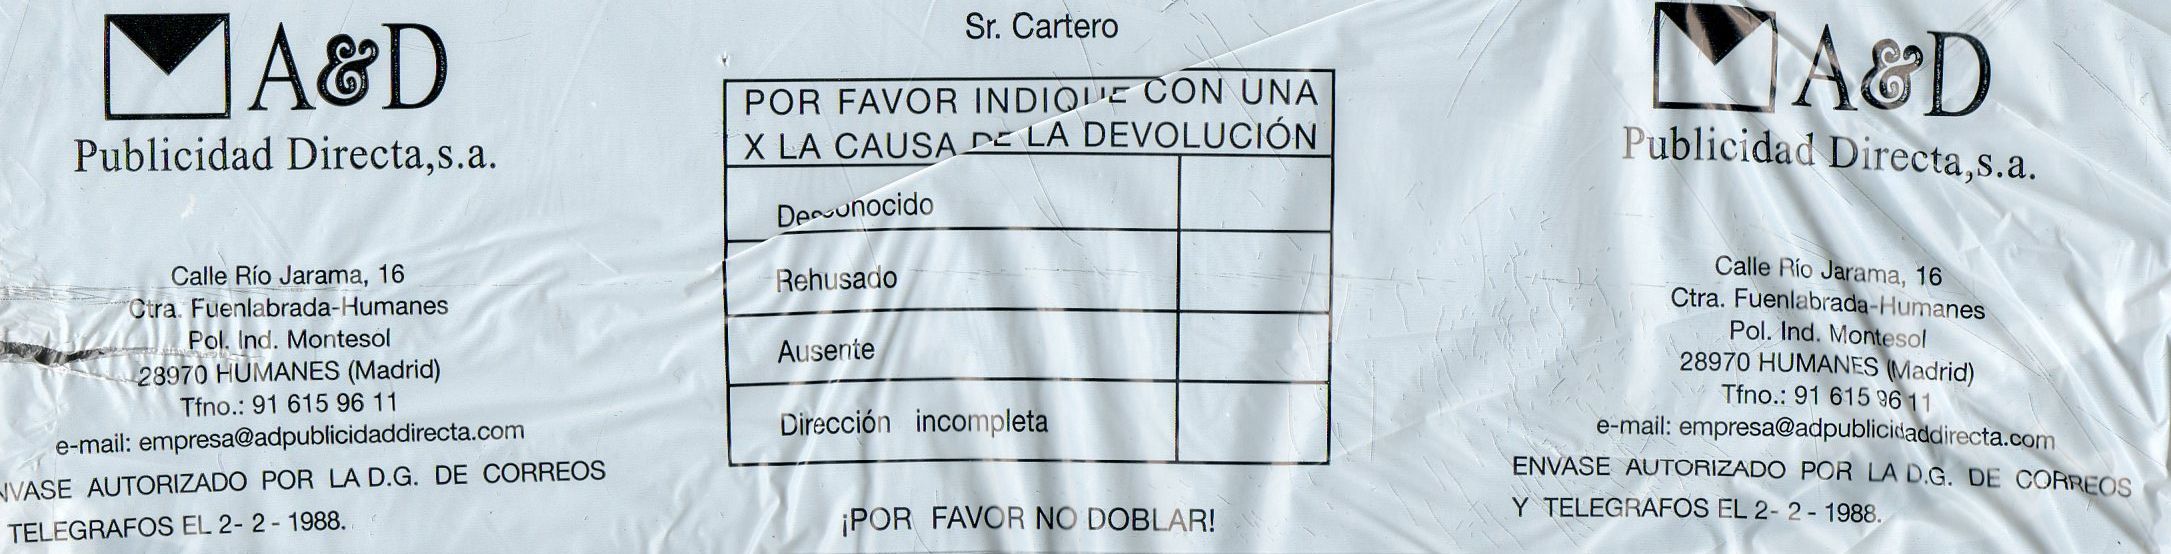 A&D
Publicidad Directa,s.a.
Calle Río Jarama, 16
Ctra. Fuenlabrada-Humanes
Pol. Ind. Montesol
28970 HUMANES (Madrid)
Tfno.: 91 615 96 11
e-mail: empresa@adpublicidaddirecta.com
NVASE AUTORIZADO POR LA D.G. DE CORREOS
TELEGRAFOS EL 2- 2 - 1988.
Sr. Cartero
POR FAVOR INDIQUE CON UNA
X LA CAUSA DE LA DEVOLUCIÓN
Desconocido
Rehusado
Ausente
Dirección incompleta
¡POR FAVOR NO DOBLAR!
A&D
Publicidad Directa,s.a.
Calle Río Jarama, 16
Ctra. Fuenlabrada-Humanes
Pol. Ind. Montesol
28970 HUMANES (Madrid)
Tfno.: 91 615 96 11
e-mail: empresa@adpublicidaddirecta.com
ENVASE AUTORIZADO POR LA D.G. DE CORREOS
Y TELEGRAFOS EL 2- 2 - 1988.